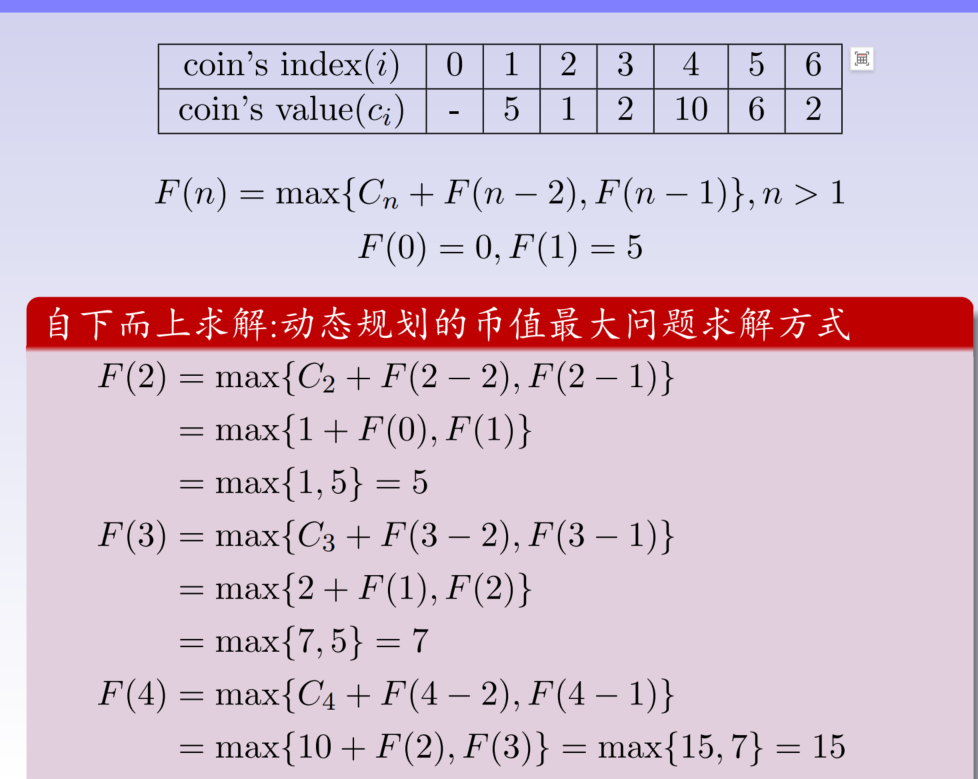 coin's index(i) 0 1 2 3 4 5 6
coin's value(c_i) - 5 1 2 10 6 2
F(n) = max{C_n + F(n − 2), F(n − 1)}, n > 1
F(0) = 0, F(1) = 5
自下而上求解:动态规划的币值最大问题求解方式
F(2) = max{C_2 + F(2 − 2), F(2 − 1)}
= max{1 + F(0), F(1)}
= max{1, 5} = 5
F(3) = max{C_3 + F(3 − 2), F(3 − 1)}
= max{2 + F(1), F(2)}
= max{7, 5} = 7
F(4) = max{C_4 + F(4 − 2), F(4 − 1)}
= max{10 + F(2), F(3)} = max{15, 7} = 15